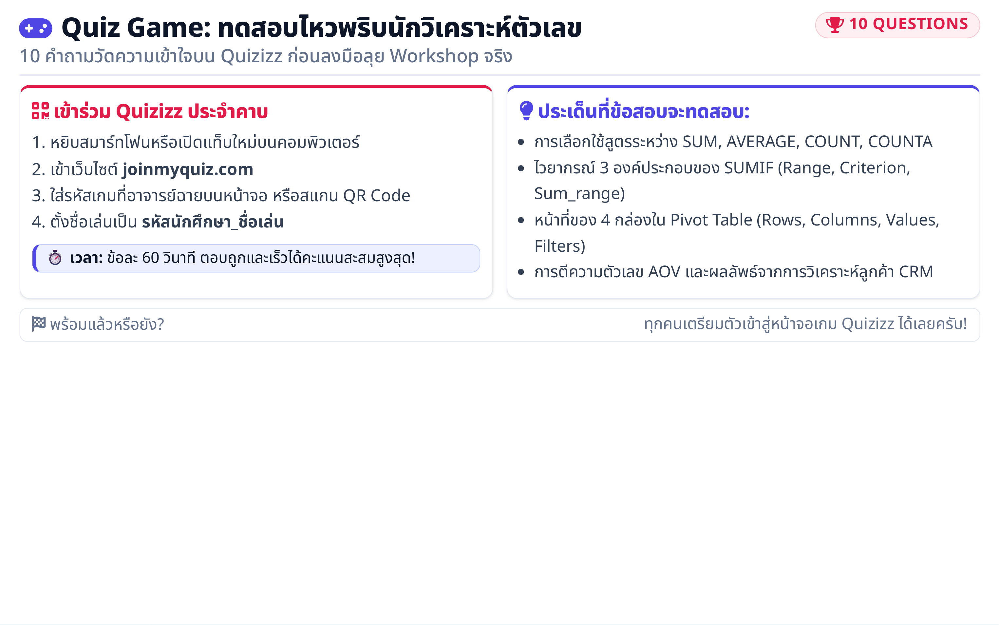 Quiz Game: ทดสอบไหวพริบนักวิเคราะห์ตัวเลข
10 QUESTIONS
10 คำถามวัดความเข้าใจบน Quizizz ก่อนลงมือลุย Workshop จริง
เข้าร่วม Quizizz ประจำคาบ
1. หยิบสมาร์ทโฟนหรือเปิดแท็บใหม่บนคอมพิวเตอร์
2. เข้าเว็บไซต์ joinmyquiz.com
3. ใส่รหัสเกมที่อาจารย์ฉายบนหน้าจอ หรือสแกน QR Code
4. ตั้งชื่อเล่นเป็น รหัสนักศึกษา_ชื่อเล่น
เวลา: ข้อละ 60 วินาที ตอบถูกและเร็วได้คะแนนสะสมสูงสุด!
ประเด็นที่ข้อสอบจะทดสอบ:
• การเลือกใช้สูตรระหว่าง SUM, AVERAGE, COUNT, COUNTA
• ไวยากรณ์ 3 องค์ประกอบของ SUMIF (Range, Criterion,
Sum_range)
• หน้าที่ของ 4 กล่องใน Pivot Table (Rows, Columns, Values,
Filters)
• การตีความตัวเลข AOV และผลลัพธ์จากการวิเคราะห์ลูกค้า CRM
พร้อมแล้วหรือยัง?
ทุกคนเตรียมตัวเข้าสู่หน้าจอเกม Quizizz ได้เลยครับ!